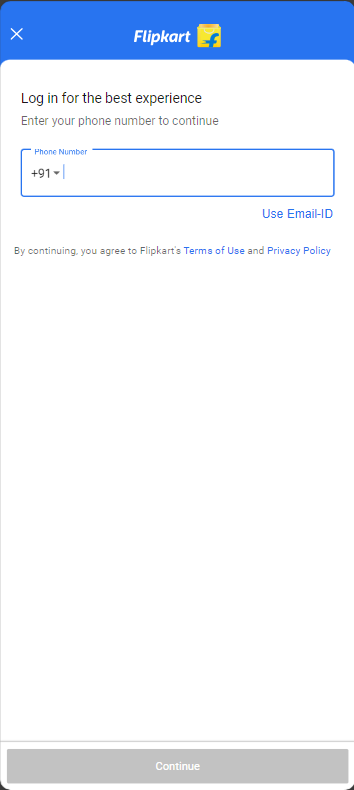 Flipkart
Log in for the best experience
Enter your phone number to continue
Phone Number
+91
Use Email-ID
By continuing, you agree to Flipkart's Terms of Use and Privacy Policy
Continue